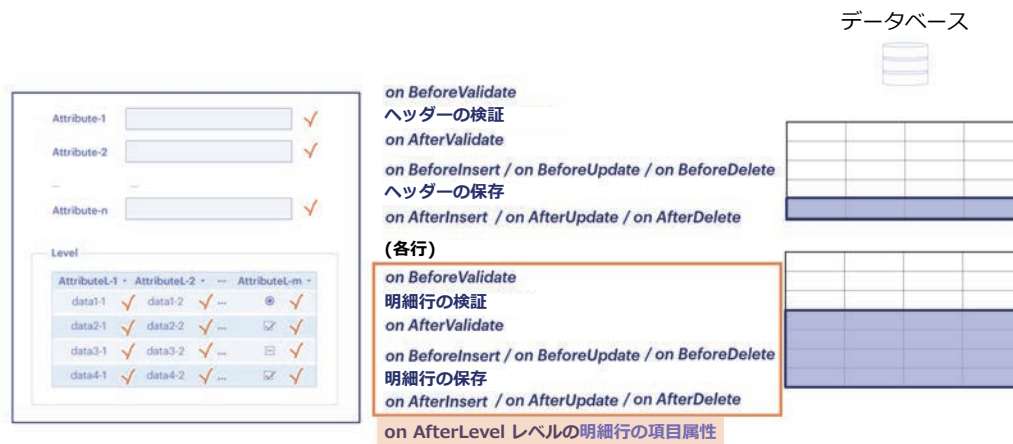 データベース
Attribute-1
Attribute-2
Attribute-n
Level
AttributeL-1 AttributeL-2 ... AttributeL-m
data1-1 data1-2 ...
data2-1 data2-2 ...
data3-1 data3-2 ...
data4-1 data4-2 ...
on BeforeValidate
ヘッダーの検証
on AfterValidate
on BeforeInsert / on BeforeUpdate / on BeforeDelete
ヘッダーの保存
on AfterInsert / on AfterUpdate / on AfterDelete
(各行)
on BeforeValidate
明細行の検証
on AfterValidate
on BeforeInsert / on BeforeUpdate / on BeforeDelete
明細行の保存
on AfterInsert / on AfterUpdate / on AfterDelete
on AfterLevel レベルの明細行の項目属性